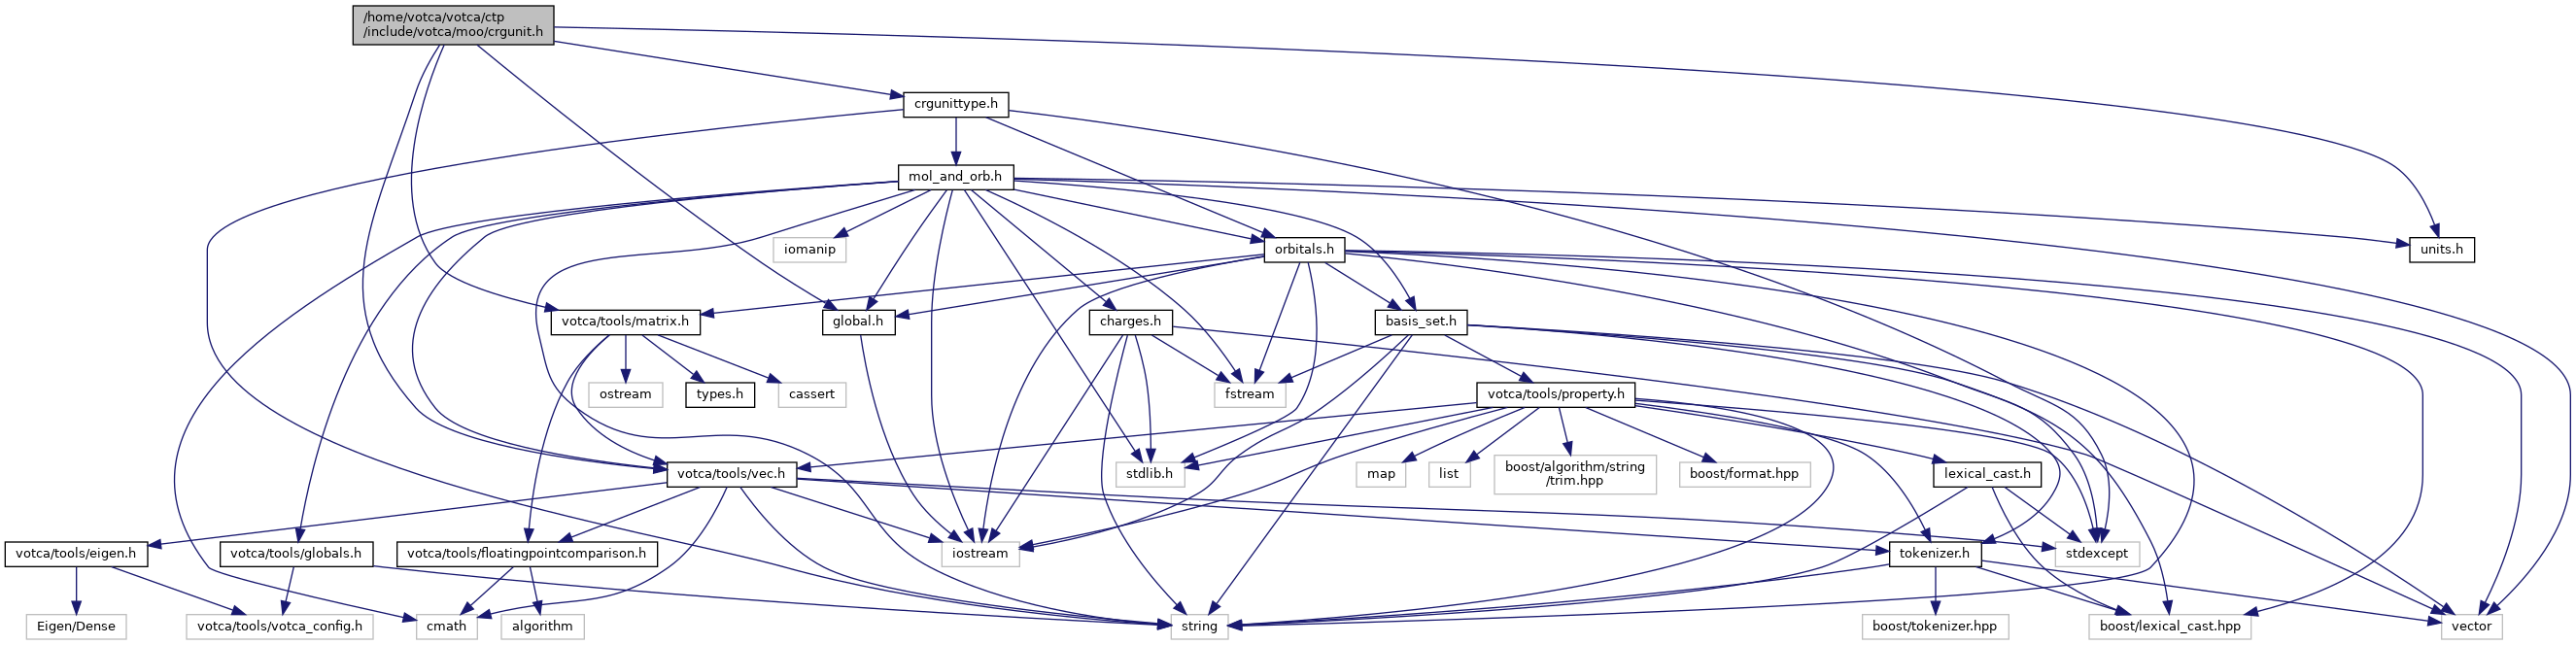 /home/votca/votca/ctp
/include/votca/moo/crgunit.h
crgunittype.h
mol_and_orb.h
iomanip
orbitals.h
units.h
votca/tools/matrix.h
global.h
charges.h
basis_set.h
ostream
types.h
cassert
fstream
votca/tools/property.h
votca/tools/vec.h
stdlib.h
map
list
boost/algorithm/string
/trim.hpp
boost/format.hpp
lexical_cast.h
votca/tools/eigen.h
votca/tools/globals.h
votca/tools/floatingpointcomparison.h
iostream
tokenizer.h
stdexcept
Eigen/Dense
votca/tools/votca_config.h
cmath
algorithm
string
boost/tokenizer.hpp
boost/lexical_cast.hpp
vector